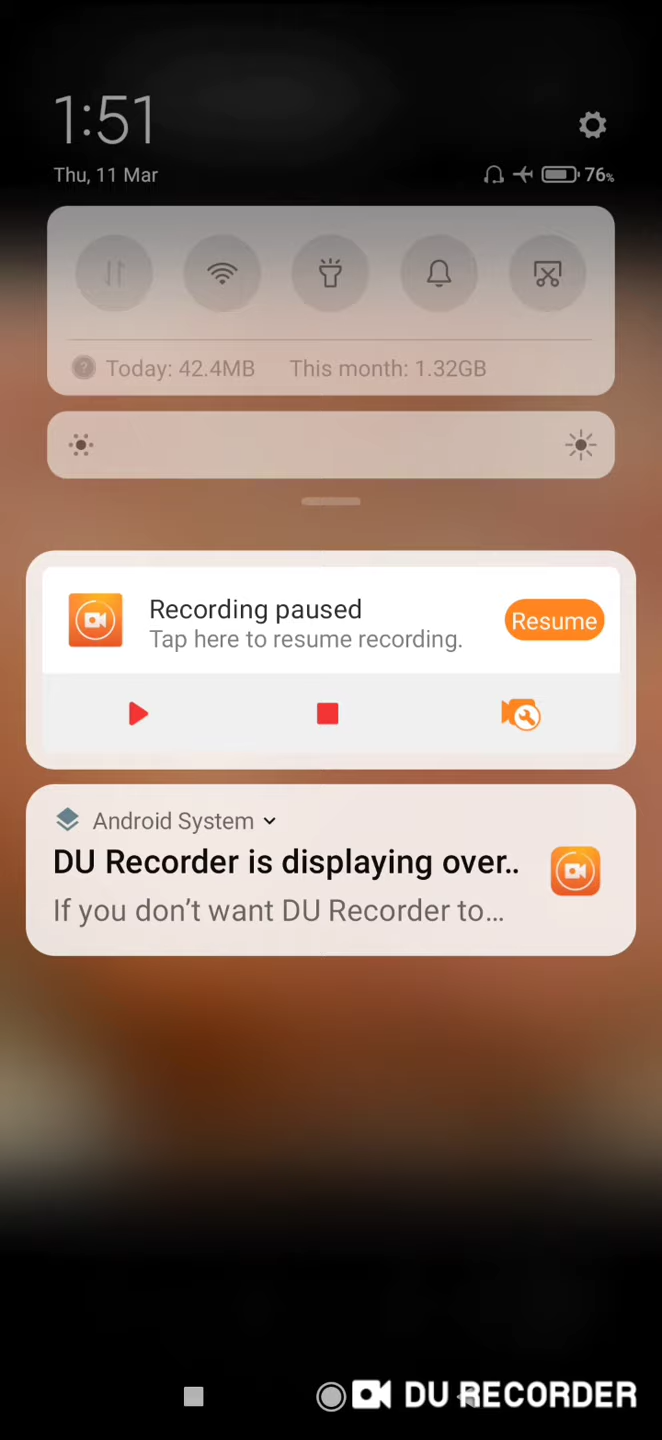 1:51
Thu, 11 Mar
76%
Today: 42.4MB This month: 1.32GB
Recording paused
Tap here to resume recording.
Resume
Android System
DU Recorder is displaying over..
If you don’t want DU Recorder to…
DU RECORDER